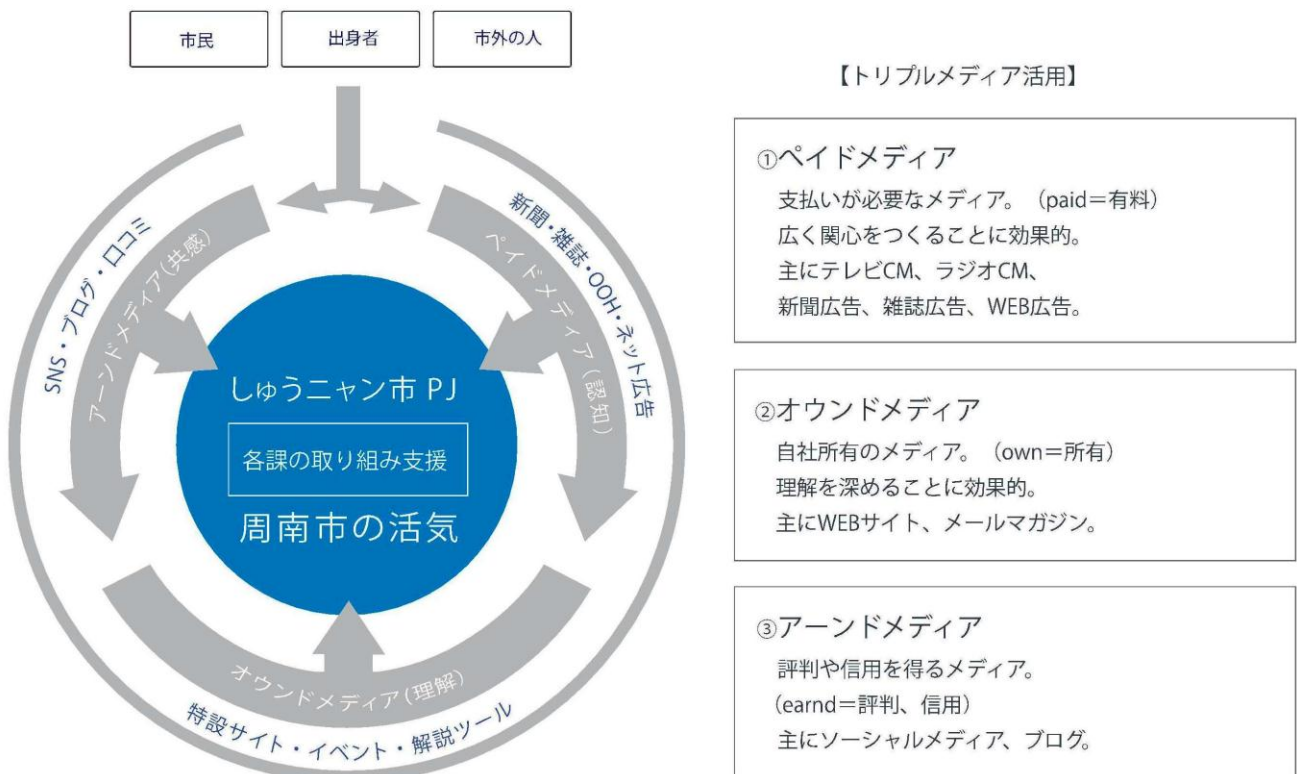 市民
出身者
市外の人
SNS・ブログ・口コミ
アーンドメディア(共感)
新聞・雑誌・OOH・ネット広告
ペイドメディア(認知)
しゅうニャン市 PJ
各課の取り組み支援
周南市の活気
オウンドメディア(理解)
特設サイト・イベント・解説ツール
【トリプルメディア活用】
①ペイドメディア
支払いが必要なメディア。(paid＝有料)
広く関心をつくることに効果的。
主にテレビCM、ラジオCM、
新聞広告、雑誌広告、WEB広告。
②オウンドメディア
自社所有のメディア。(own＝所有)
理解を深めることに効果的。
主にWEBサイト、メールマガジン。
③アーンドメディア
評判や信用を得るメディア。
(earnd＝評判、信用)
主にソーシャルメディア、ブログ。